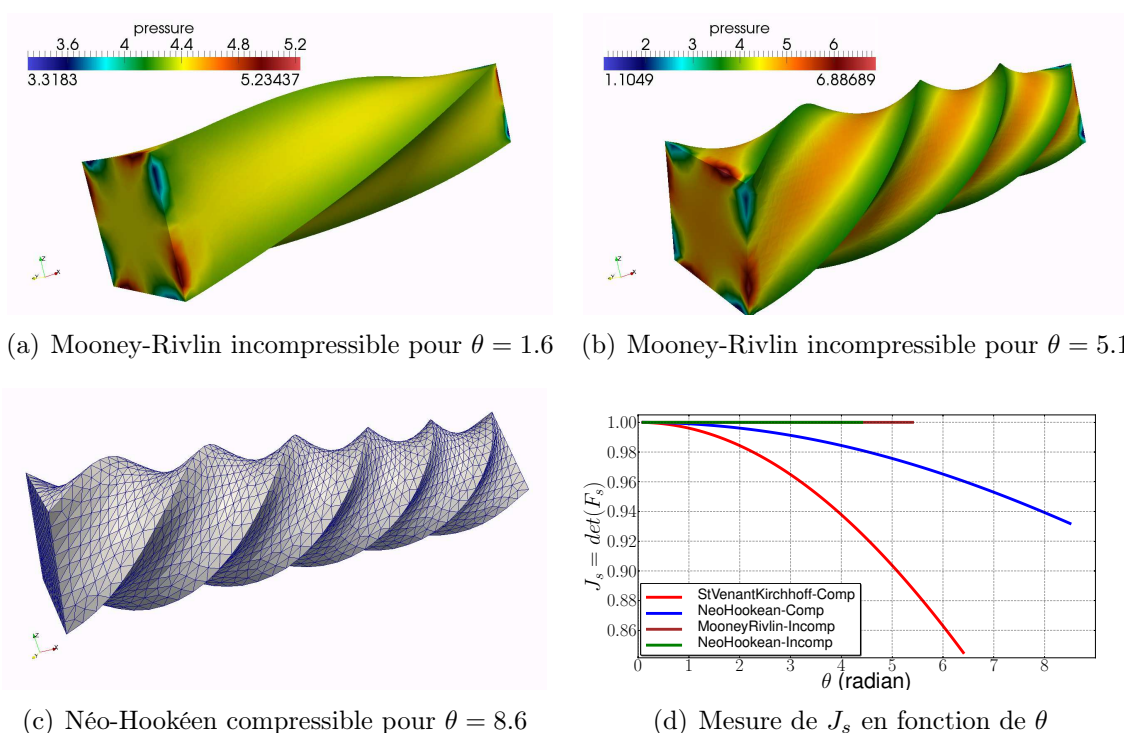 pressure
3.6 4 4.4 4.8 5.2
3.3183 5.23437
pressure
2 3 4 5 6
1.1049 6.88689
(a) Mooney-Rivlin incompressible pour θ = 1.6
(b) Mooney-Rivlin incompressible pour θ = 5.1
(c) Néo-Hookéen compressible pour θ = 8.6
J_s = det(F_s)
1.00
0.98
0.96
0.94
0.92
0.90
0.88
0.86
StVenantKirchhoff-Comp
NeoHookean-Comp
MooneyRivlin-Incomp
NeoHookean-Incomp
0 1 2 3 4 5 6 7 8
θ (radian)
(d) Mesure de J_s en fonction de θ